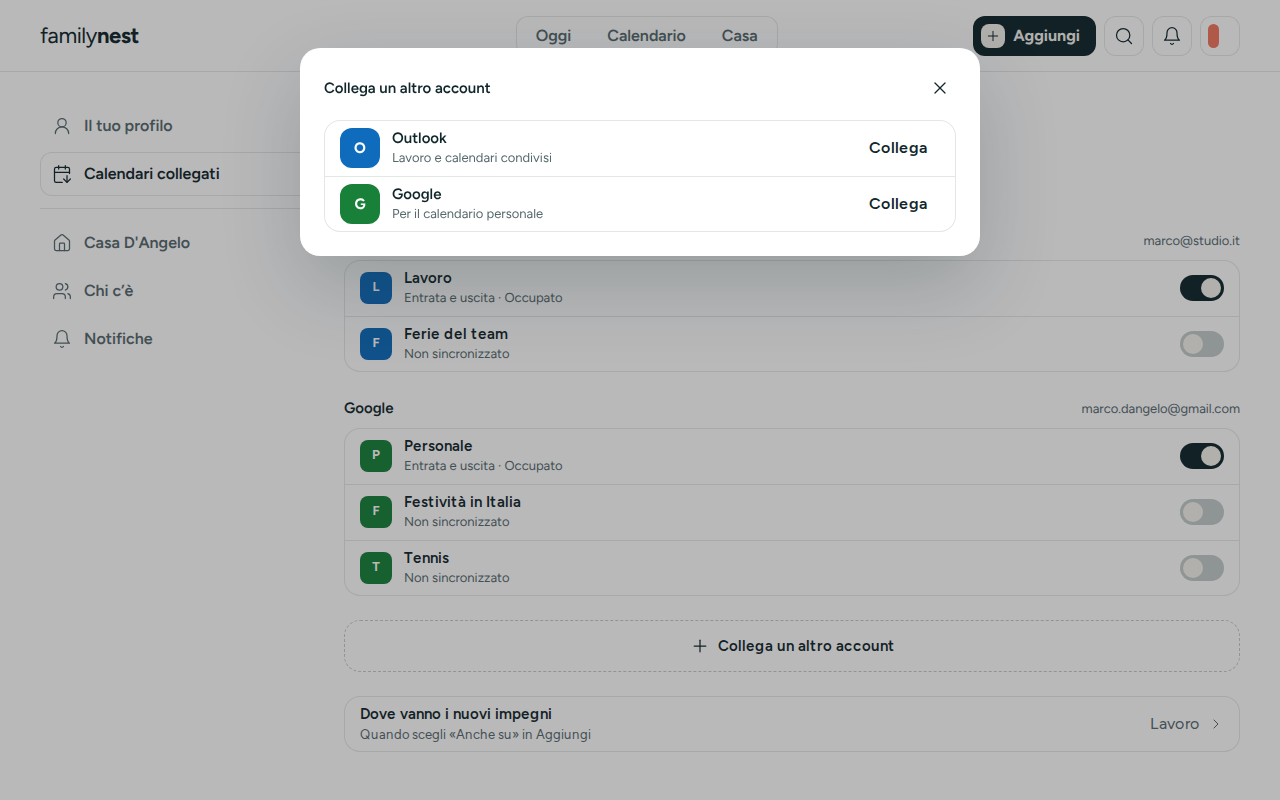 familynest
Oggi
Calendario
Casa
Aggiungi
Collega un altro account
O
Outlook
Lavoro e calendari condivisi
Collega
G
Google
Per il calendario personale
Collega
Il tuo profilo
Calendari collegati
Casa D'Angelo
Chi c'è
Notifiche
marco@studio.it
L
Lavoro
Entrata e uscita · Occupato
F
Ferie del team
Non sincronizzato
Google
marco.dangelo@gmail.com
P
Personale
Entrata e uscita · Occupato
F
Festività in Italia
Non sincronizzato
T
Tennis
Non sincronizzato
Collega un altro account
Dove vanno i nuovi impegni
Quando scegli «Anche su» in Aggiungi
Lavoro